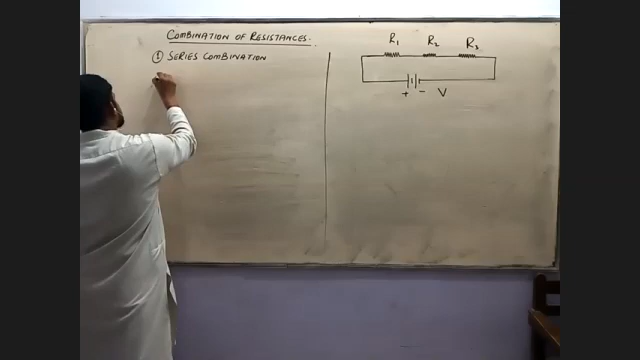 COMBINATION OF RESISTANCES.
① SERIES COMBINATION
R₁ R₂ R₃
+ − V